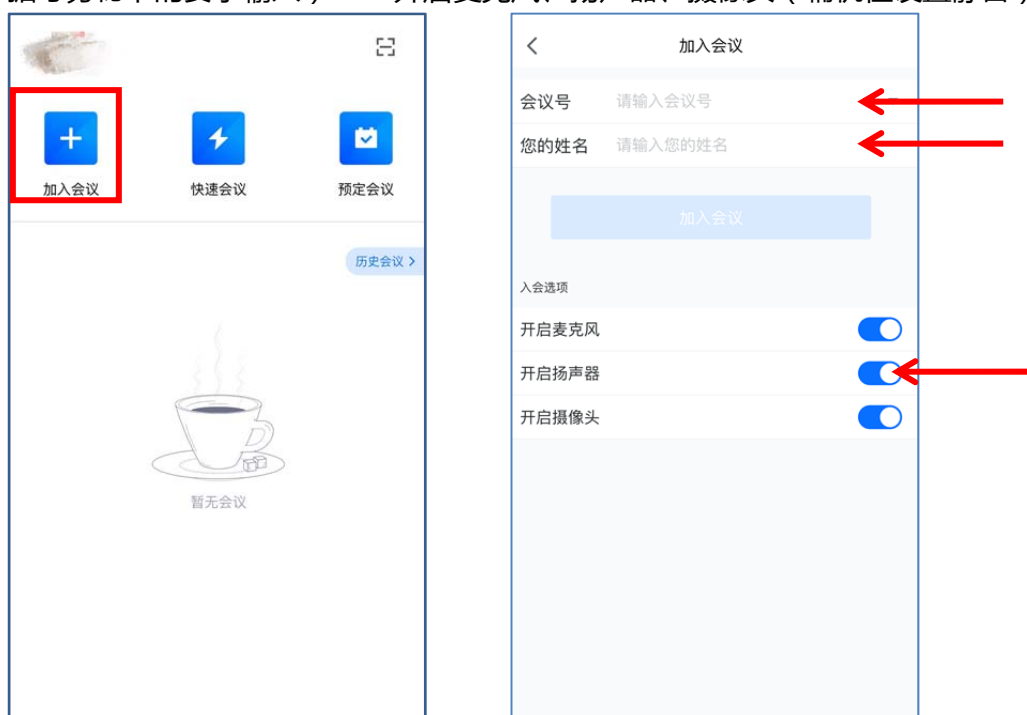 加入会议
快速会议
预定会议
历史会议
暂无会议
加入会议
会议号 请输入会议号
您的姓名 请输入您的姓名
加入会议
入会选项
开启麦克风
开启扬声器
开启摄像头